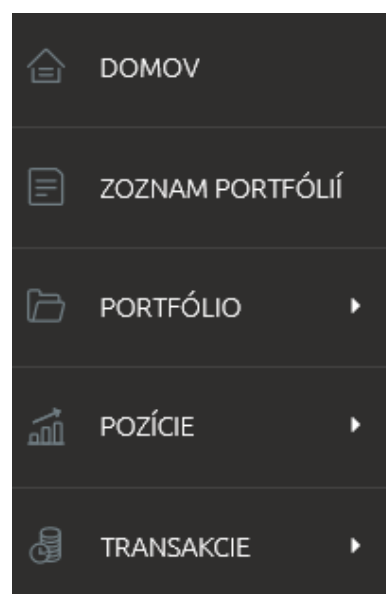 DOMOV
ZOZNAM PORTFÓLIÍ
PORTFÓLIO
POZÍCIE
TRANSAKCIE